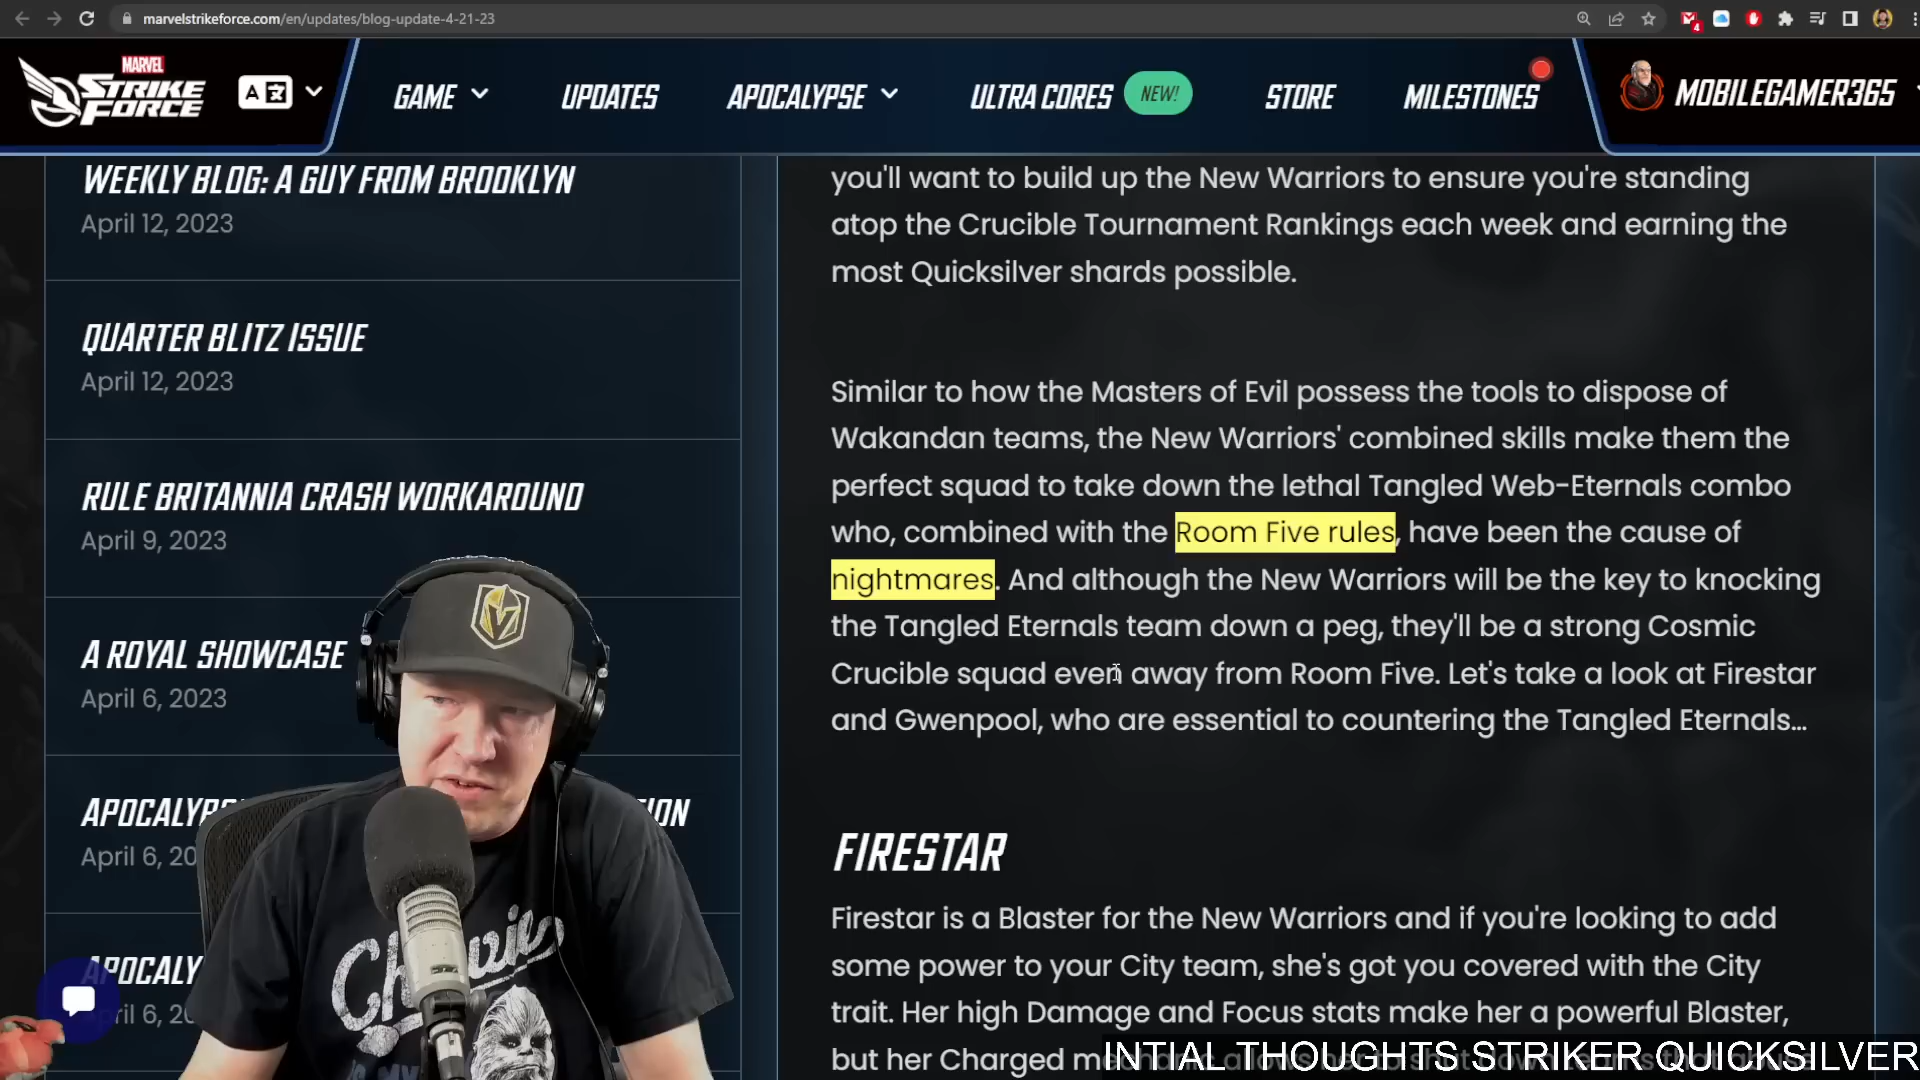 marvelstrikeforce.com/en/updates/blog-update-4-21-23
4
MARVEL
STRIKE
FORCE
A
GAME
UPDATES
APOCALYPSE
ULTRA CORES
NEW!
STORE
MILESTONES
MOBILEGAMER365
WEEKLY BLOG: A GUY FROM BROOKLYN
April 12, 2023
QUARTER BLITZ ISSUE
April 12, 2023
RULE BRITANNIA CRASH WORKAROUND
April 9, 2023
A ROYAL SHOWCASE
April 6, 2023
April 6, 20
APOCALY
ril 6, 20
you'll want to build up the New Warriors to ensure you're standing
atop the Crucible Tournament Rankings each week and earning the
most Quicksilver shards possible.
Similar to how the Masters of Evil possess the tools to dispose of
Wakandan teams, the New Warriors' combined skills make them the
perfect squad to take down the lethal Tangled Web-Eternals combo
who, combined with the Room Five rules, have been the cause of
nightmares. And although the New Warriors will be the key to knocking
the Tangled Eternals team down a peg, they'll be a strong Cosmic
Crucible squad even away from Room Five. Let's take a look at Firestar
and Gwenpool, who are essential to countering the Tangled Eternals...
FIRESTAR
Firestar is a Blaster for the New Warriors and if you're looking to add
some power to your City team, she's got you covered with the City
trait. Her high Damage and Focus stats make her a powerful Blaster,
but her Charged
INTIAL THOUGHTS STRIKER QUICKSILVER